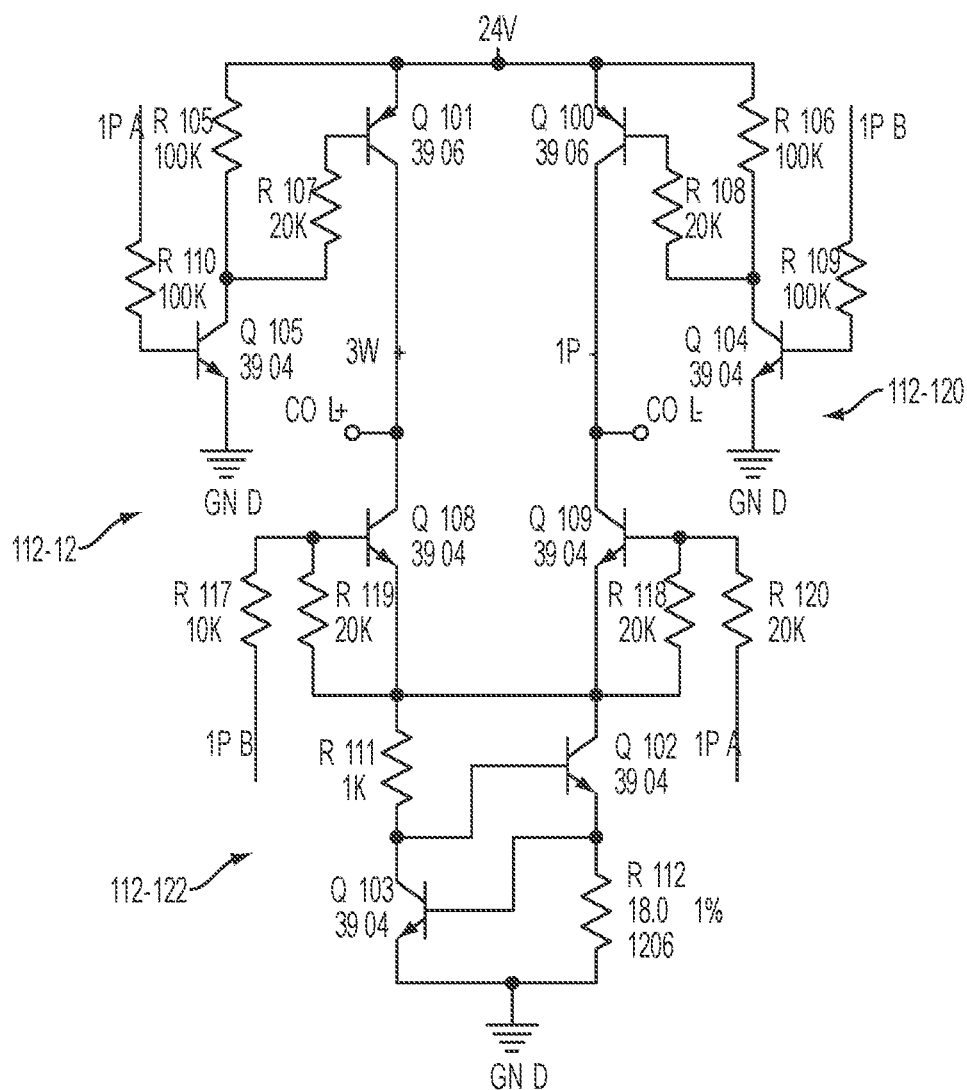 24V
1P A
R 105
100K
Q 101
39 06
Q 100
39 06
R 106
100K
1P B
R 107
20K
R 108
20K
R 110
100K
R 109
100K
Q 105
39 04
3W
1P
Q 104
39 04
112-120
CO L+
CO L-
GN D
GN D
112-12
Q 108
39 04
Q 109
39 04
R 117
10K
R 119
20K
R 118
20K
R 120
20K
1P B
R 111
1K
Q 102
39 04
1P A
112-122
Q 103
39 04
R 112
18.0 1%
1206
GN D